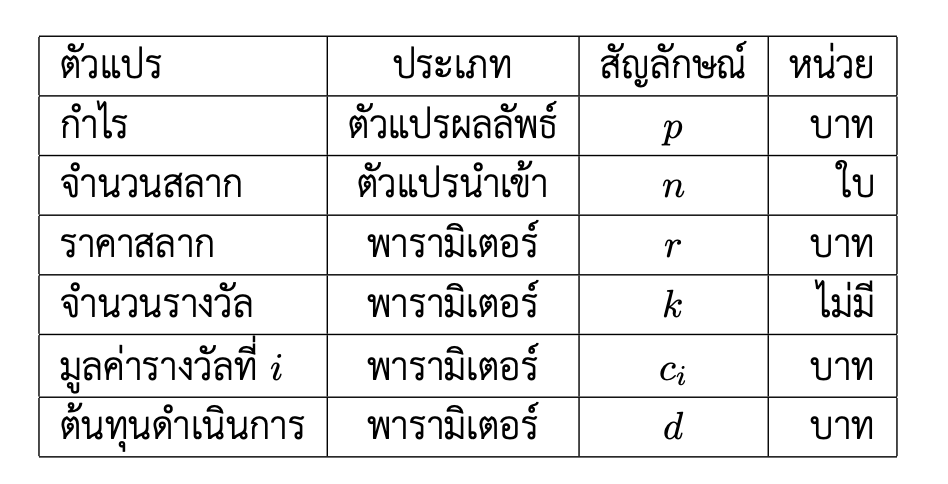 ตัวแปร ประเภท สัญลักษณ์ หน่วย
กำไร ตัวแปรผลลัพธ์ p บาท
จำนวนสลาก ตัวแปรนำเข้า n ใบ
ราคาสลาก พารามิเตอร์ r บาท
จำนวนรางวัล พารามิเตอร์ k ไม่มี
มูลค่ารางวัลที่ i พารามิเตอร์ cᵢ บาท
ต้นทุนดำเนินการ พารามิเตอร์ d บาท